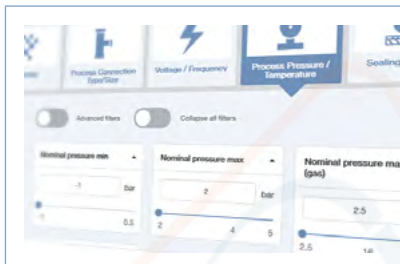 Process Connection
Type/Size
Voltage / Frequency
Process Pressure /
Temperature
Sealing
Advanced filters
Collapse all filters
Nominal pressure min
-1
bar
-1
0.5
Nominal pressure max
2
bar
2
4
5
Nominal pressure ma
(gas)
2.5
2.5
16